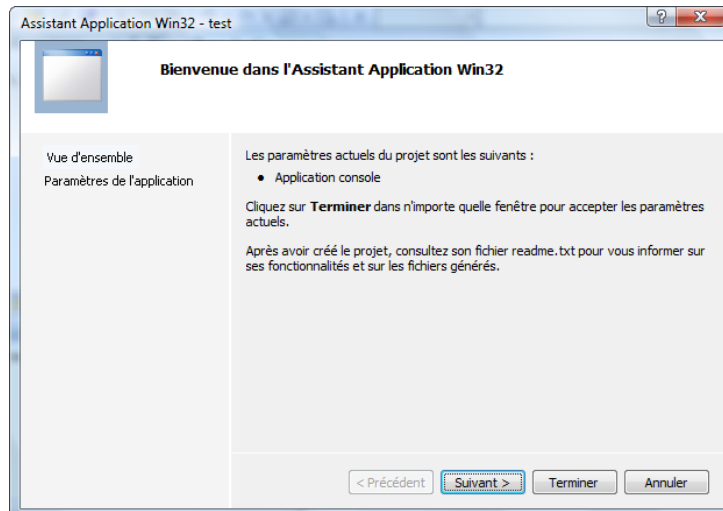 Assistant Application Win32 - test
Bienvenue dans l'Assistant Application Win32
Vue d'ensemble
Paramètres de l'application
Les paramètres actuels du projet sont les suivants :
• Application console
Cliquez sur Terminer dans n'importe quelle fenêtre pour accepter les paramètres
actuels.
Après avoir créé le projet, consultez son fichier readme.txt pour vous informer sur
ses fonctionnalités et sur les fichiers générés.
< Précédent Suivant > Terminer Annuler